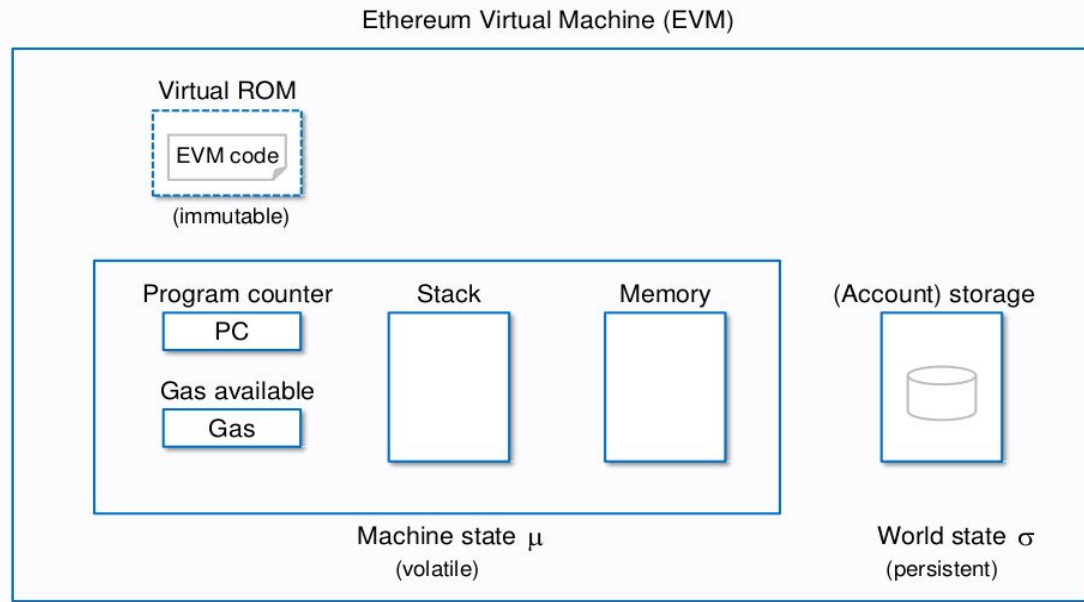 Ethereum Virtual Machine (EVM)
Virtual ROM
EVM code
(immutable)
Program counter
PC
Gas available
Gas
Stack
Memory
(Account) storage
Machine state μ
(volatile)
World state σ
(persistent)